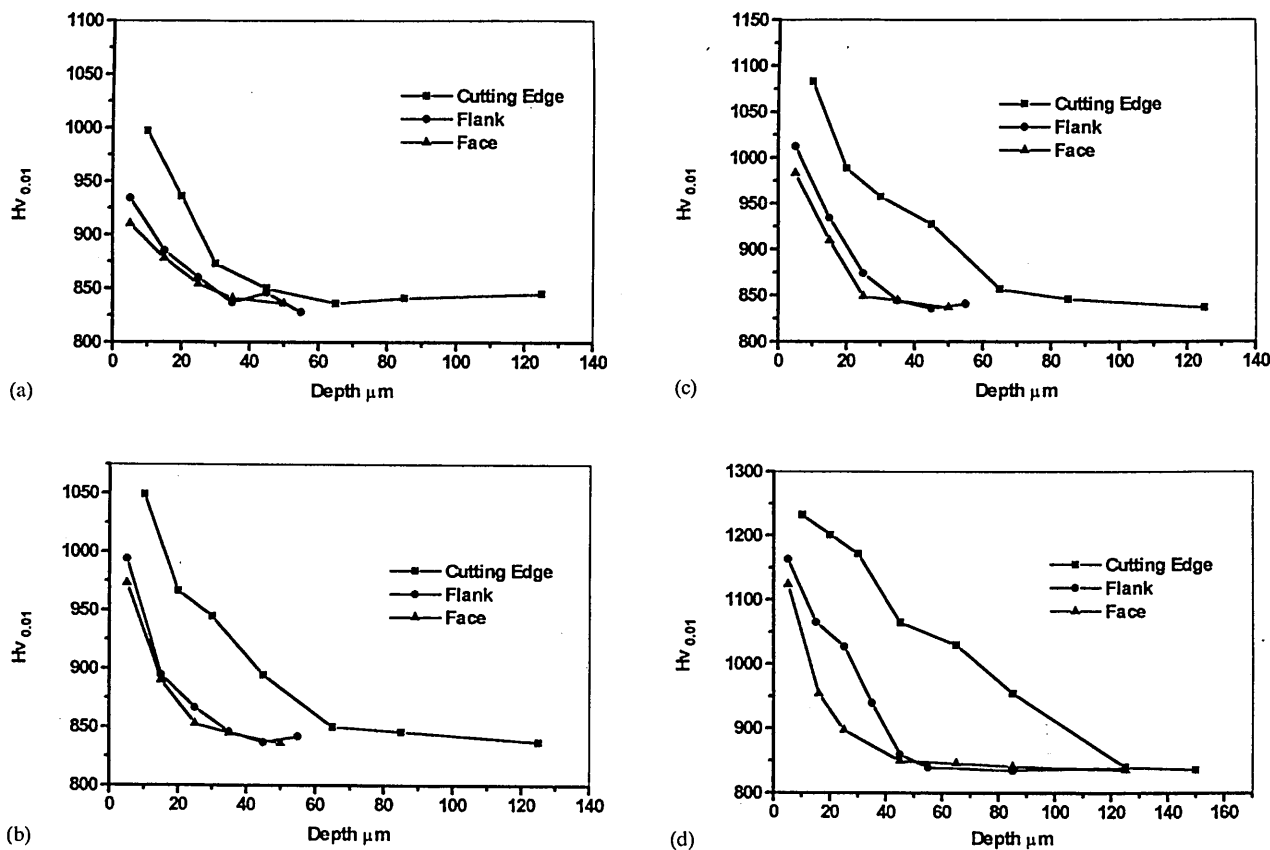 1100
1050
1000
950
900
850
800
Hv 0.01
Cutting Edge
Flank
Face
0 20 40 60 80 100 120 140
Depth μm
(a)
1150
1100
1050
1000
950
900
850
800
Hv 0.01
Cutting Edge
Flank
Face
0 20 40 60 80 100 120 140
Depth μm
(c)
1050
1000
950
900
850
800
Hv 0.01
Cutting Edge
Flank
Face
0 20 40 60 80 100 120 140
Depth μm
(b)
1300
1200
1100
1000
900
800
Hv 0.01
Cutting Edge
Flank
Face
0 20 40 60 80 100 120 140 160
Depth μm
(d)